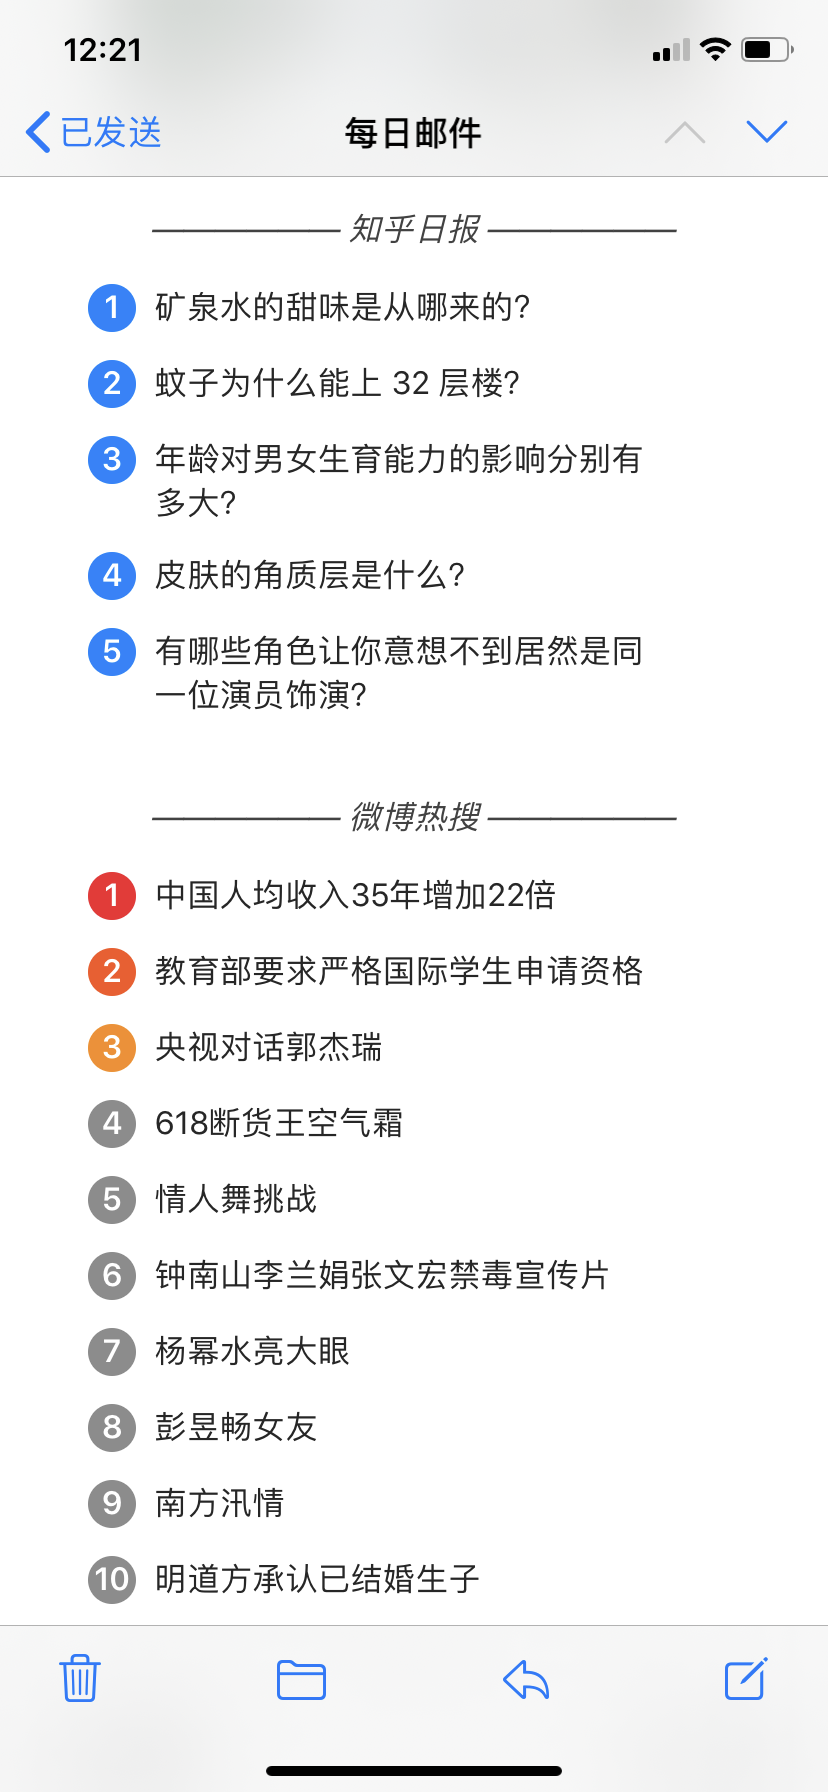 12:21
已发送
每日邮件
知乎日报
1 矿泉水的甜味是从哪来的?
2 蚊子为什么能上 32 层楼?
3 年龄对男女生育能力的影响分别有
多大?
4 皮肤的角质层是什么?
5 有哪些角色让你意想不到居然是同
一位演员饰演?
微博热搜
1 中国人均收入35年增加22倍
2 教育部要求严格国际学生申请资格
3 央视对话郭杰瑞
4 618断货王空气霜
5 情人舞挑战
6 钟南山李兰娟张文宏禁毒宣传片
7 杨幂水亮大眼
8 彭昱畅女友
9 南方汛情
10 明道方承认已结婚生子